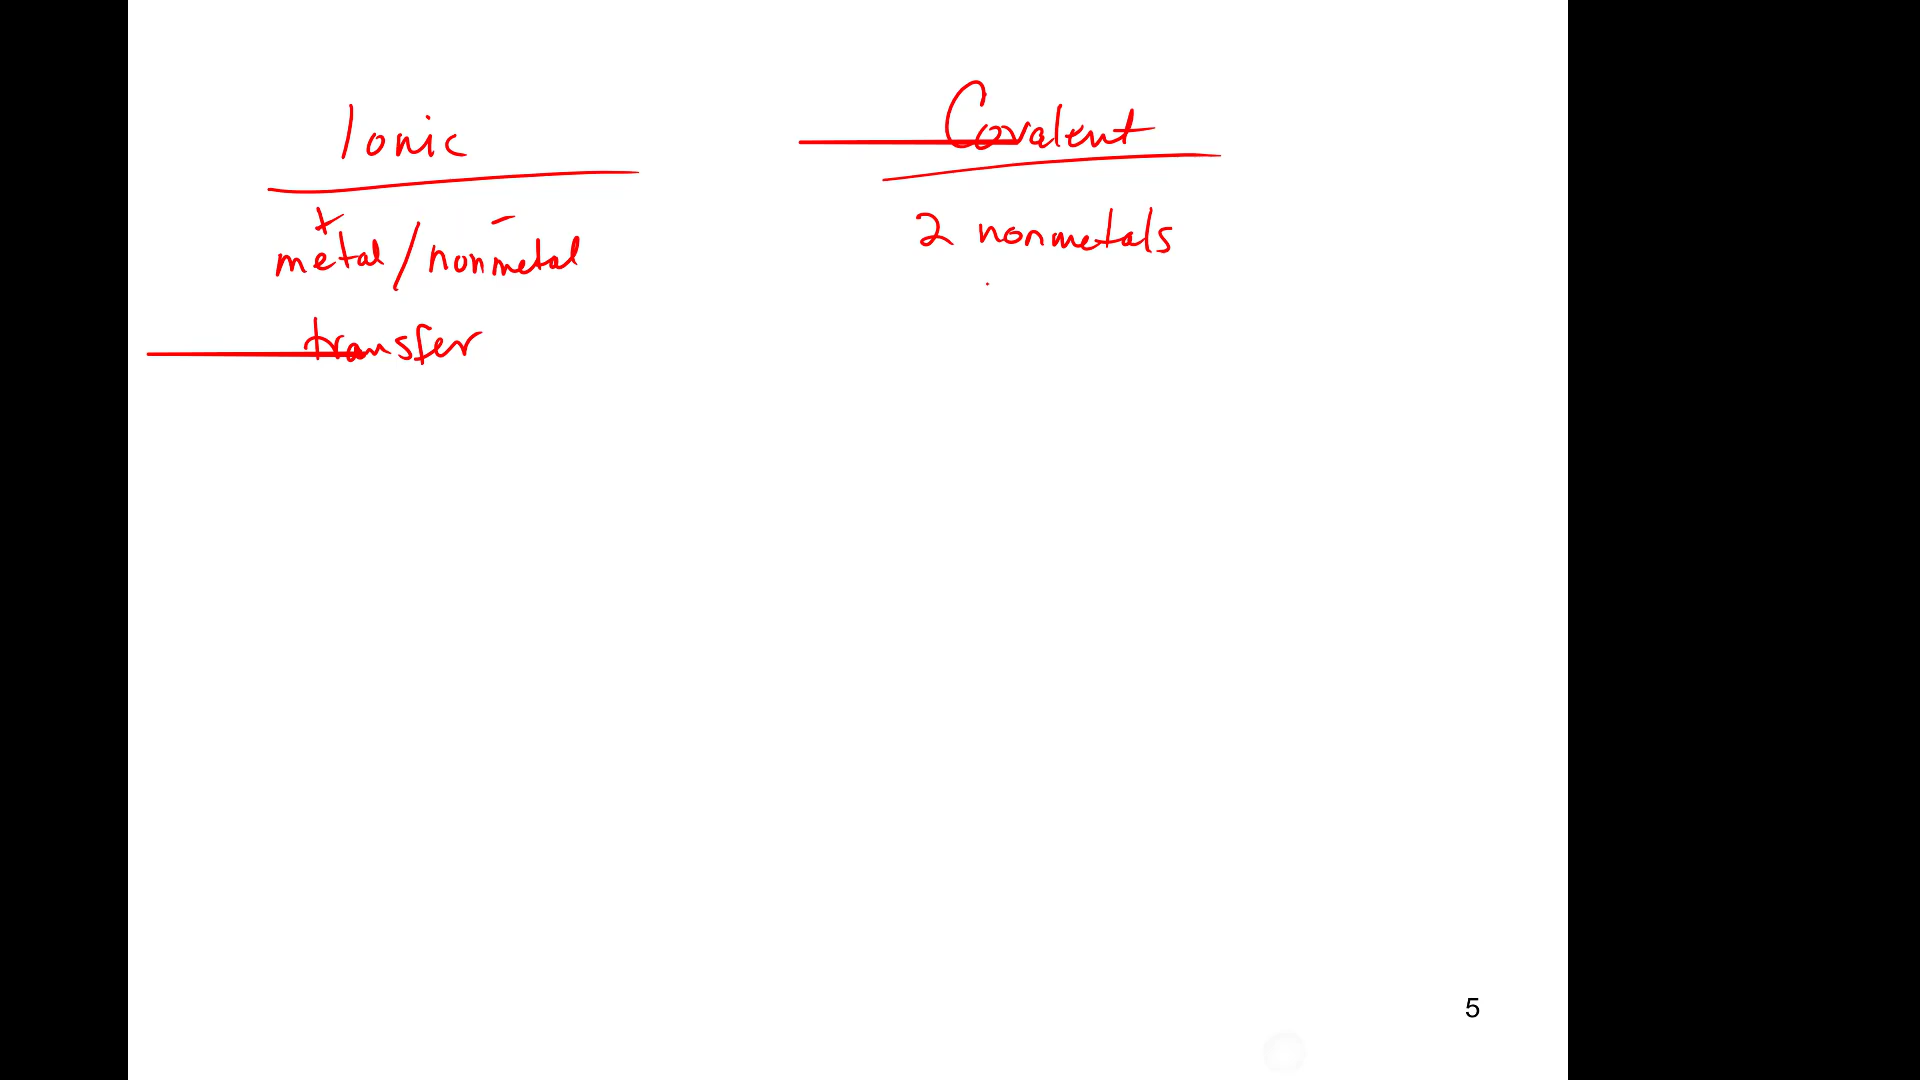 Ionic
Covalent
+ -
metal/nonmetal
2 nonmetals
transfer
5